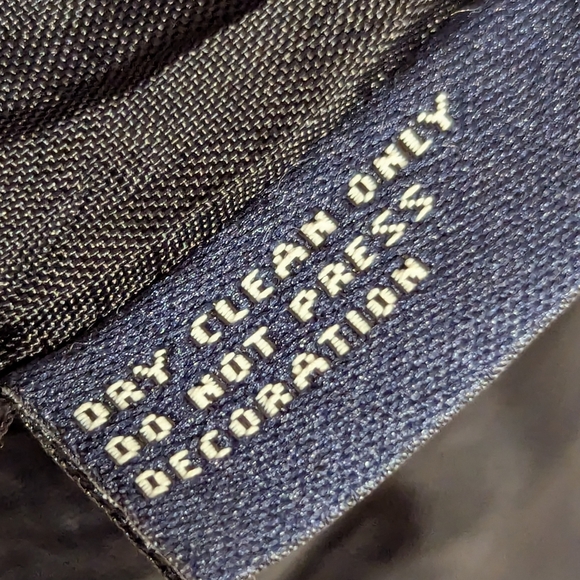 DRY CLEAN ONLY
DO NOT PRESS
DECORATION